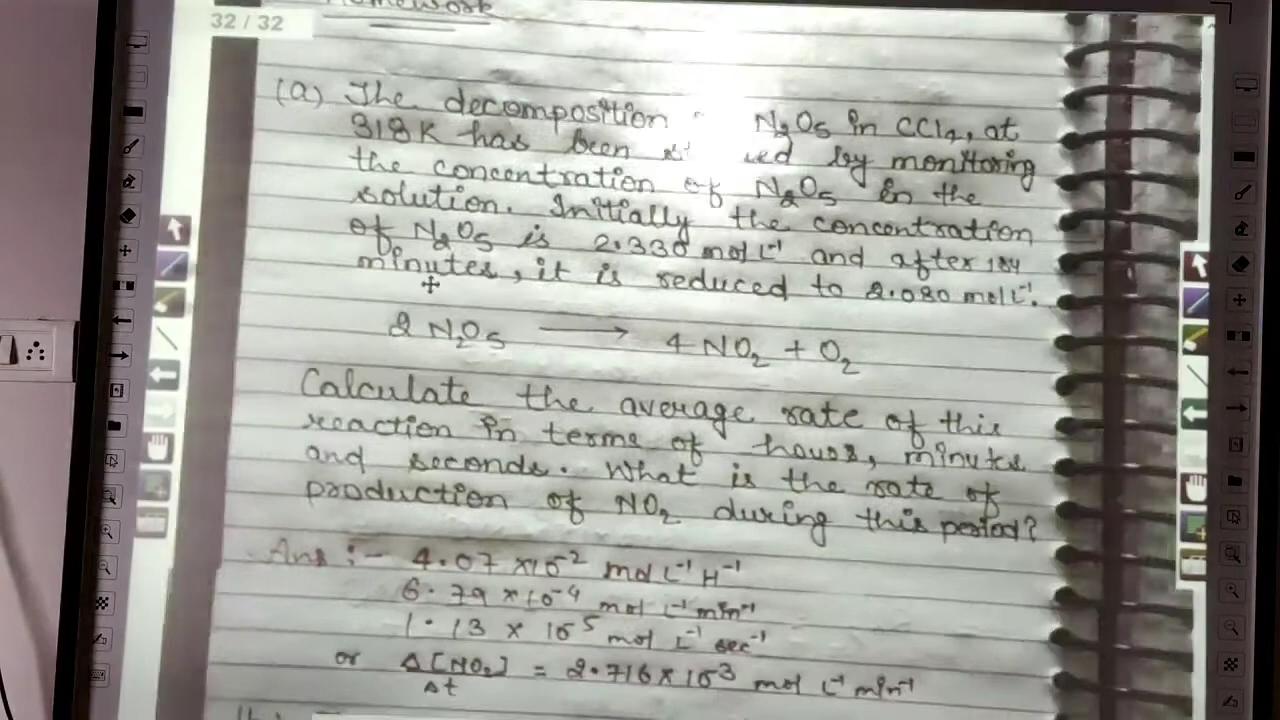 32 / 32
Homework
(a) The decomposition N2O5 in CCl4, at
318K has been by monitoring
the concentration of N2O5 in the
solution. Initially the concentration
of N2O5 is 2.330 mol L⁻¹ and after 184
minutes, it is reduced to 2.080 mol L⁻¹.
2 N2O5 ⟶ 4 NO2 + O2
Calculate the average rate of this
reaction in terms of hours, minutes
and seconds. What is the rate of
production of NO2 during this period?
Ans :- 4.07 × 10⁻² mol L⁻¹ H⁻¹
6.79 × 10⁻⁴ mol L⁻¹ min⁻¹
1.13 × 10⁻⁵ mol L⁻¹ sec⁻¹
or Δ[NO2]/Δt = 2.716 × 10⁻³ mol L⁻¹ min⁻¹